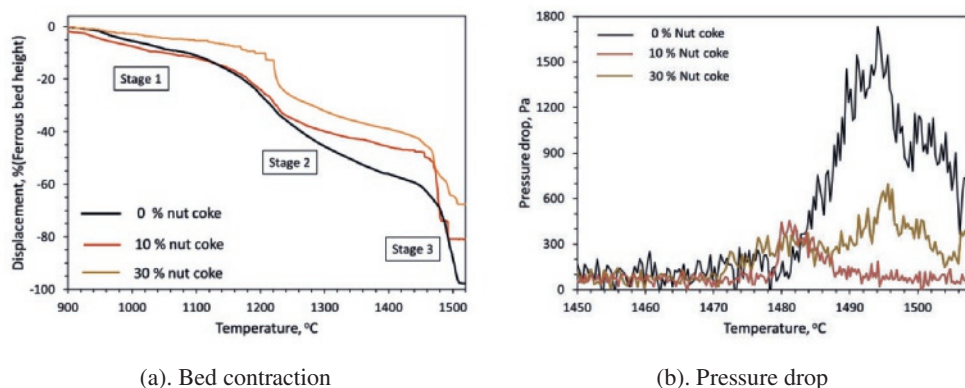 0
-20
-40
-60
-80
-100
Displacement, %(Ferrous bed height)
Stage 1
Stage 2
Stage 3
0 % nut coke
10 % nut coke
30 % nut coke
900 1000 1100 1200 1300 1400 1500
Temperature, °C
(a). Bed contraction
1800
1500
1200
900
600
300
0
Pressure drop, Pa
0 % Nut coke
10 % Nut coke
30 % Nut coke
1450 1460 1470 1480 1490 1500
Temperature, °C
(b). Pressure drop